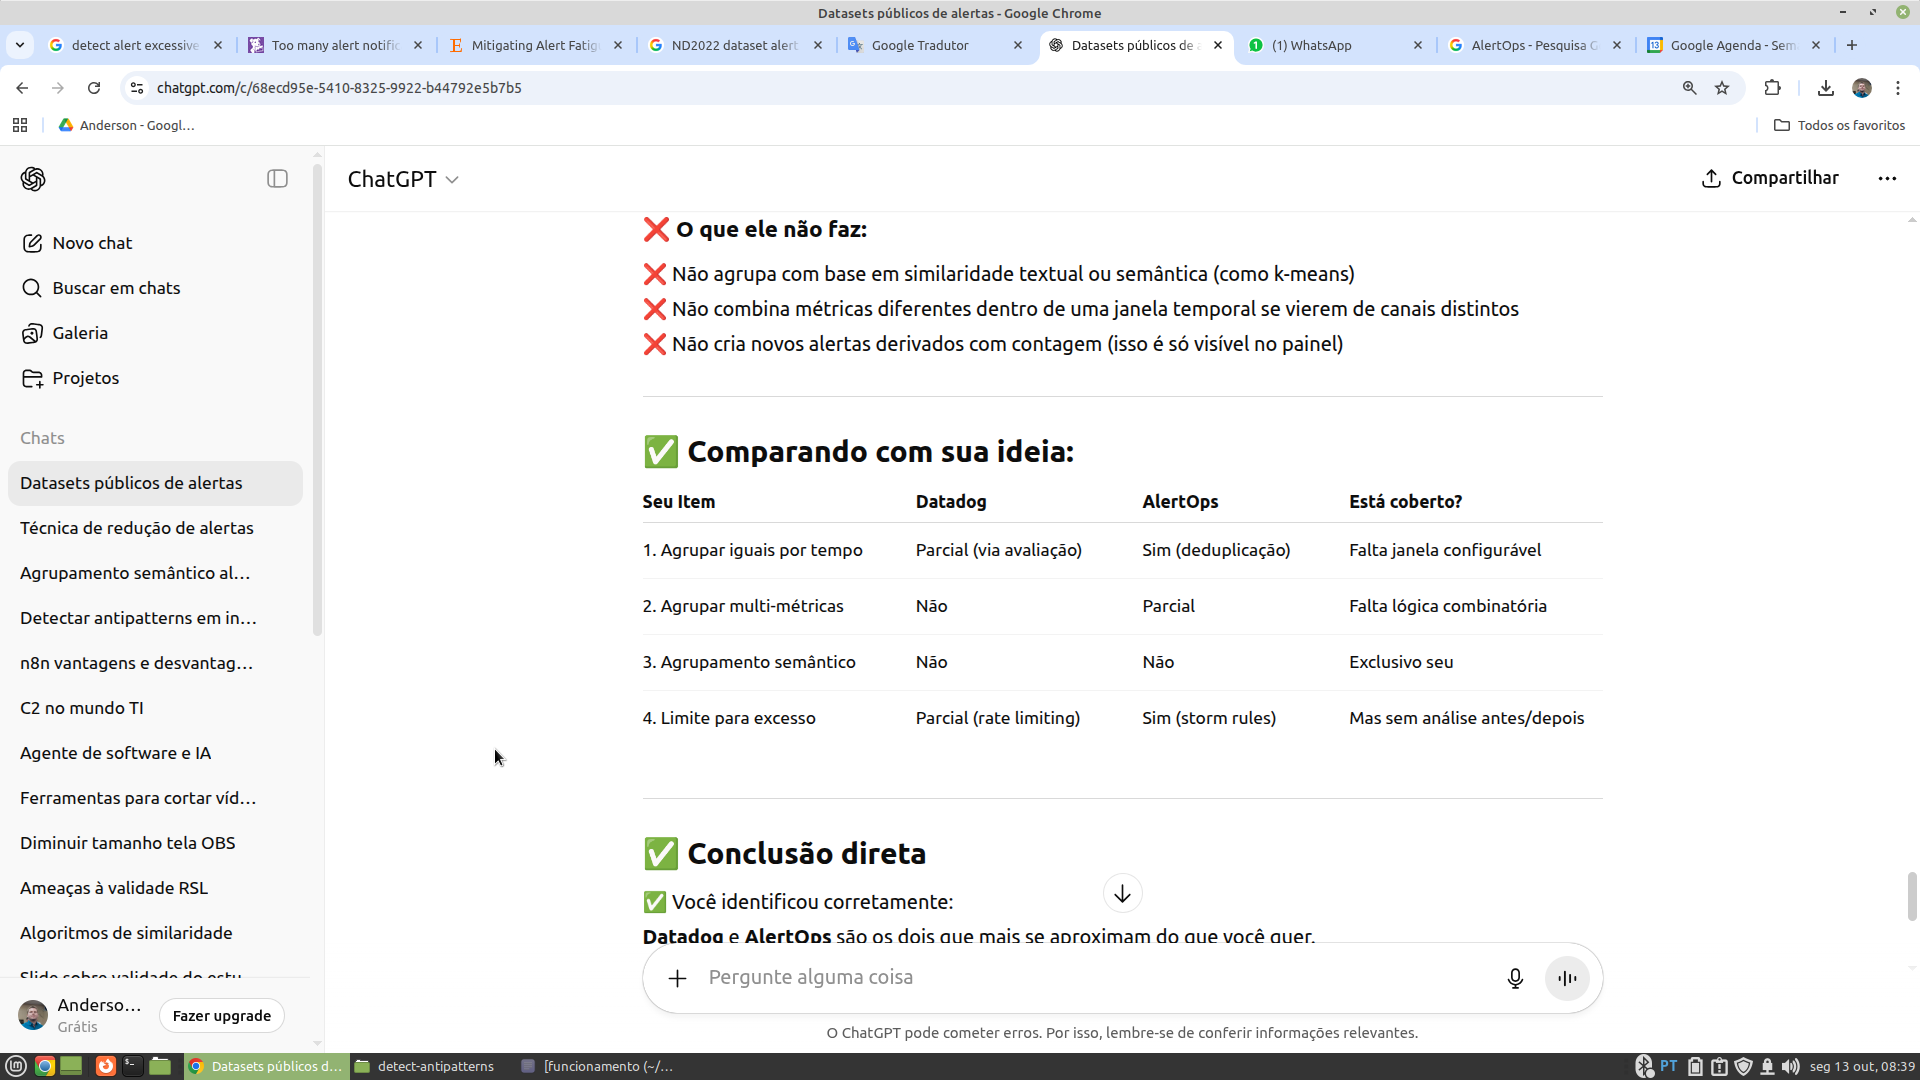 Datasets públicos de alertas - Google Chrome
detect alert excessive
Too many alert notific
Mitigating Alert Fatig
ND2022 dataset alert
Google Tradutor
Datasets públicos de
(1) WhatsApp
AlertOps - Pesquisa G
Google Agenda - Sem
chatgpt.com/c/68ecd95e-5410-8325-9922-b44792e5b7b5
Anderson - Googl...
Todos os favoritos
ChatGPT
Compartilhar
Novo chat
Buscar em chats
Galeria
Projetos
Chats
Datasets públicos de alertas
Técnica de redução de alertas
Agrupamento semântico al...
Detectar antipatterns em in...
n8n vantagens e desvantag...
C2 no mundo TI
Agente de software e IA
Ferramentas para cortar víd...
Diminuir tamanho tela OBS
Ameaças à validade RSL
Algoritmos de similaridade
Slide sobre validade do estu
Anderso...
Grátis
Fazer upgrade
❌ O que ele não faz:
❌ Não agrupa com base em similaridade textual ou semântica (como k-means)
❌ Não combina métricas diferentes dentro de uma janela temporal se vierem de canais distintos
❌ Não cria novos alertas derivados com contagem (isso é só visível no painel)
✅ Comparando com sua ideia:
Seu Item Datadog AlertOps Está coberto?
1. Agrupar iguais por tempo Parcial (via avaliação) Sim (deduplicação) Falta janela configurável
2. Agrupar multi-métricas Não Parcial Falta lógica combinatória
3. Agrupamento semântico Não Não Exclusivo seu
4. Limite para excesso Parcial (rate limiting) Sim (storm rules) Mas sem análise antes/depois
✅ Conclusão direta
✅ Você identificou corretamente:
Datadog e AlertOps são os dois que mais se aproximam do que você quer.
Pergunte alguma coisa
O ChatGPT pode cometer erros. Por isso, lembre-se de conferir informações relevantes.
Datasets públicos d...
detect-antipatterns
[funcionamento (~/...
PT
seg 13 out, 08:39